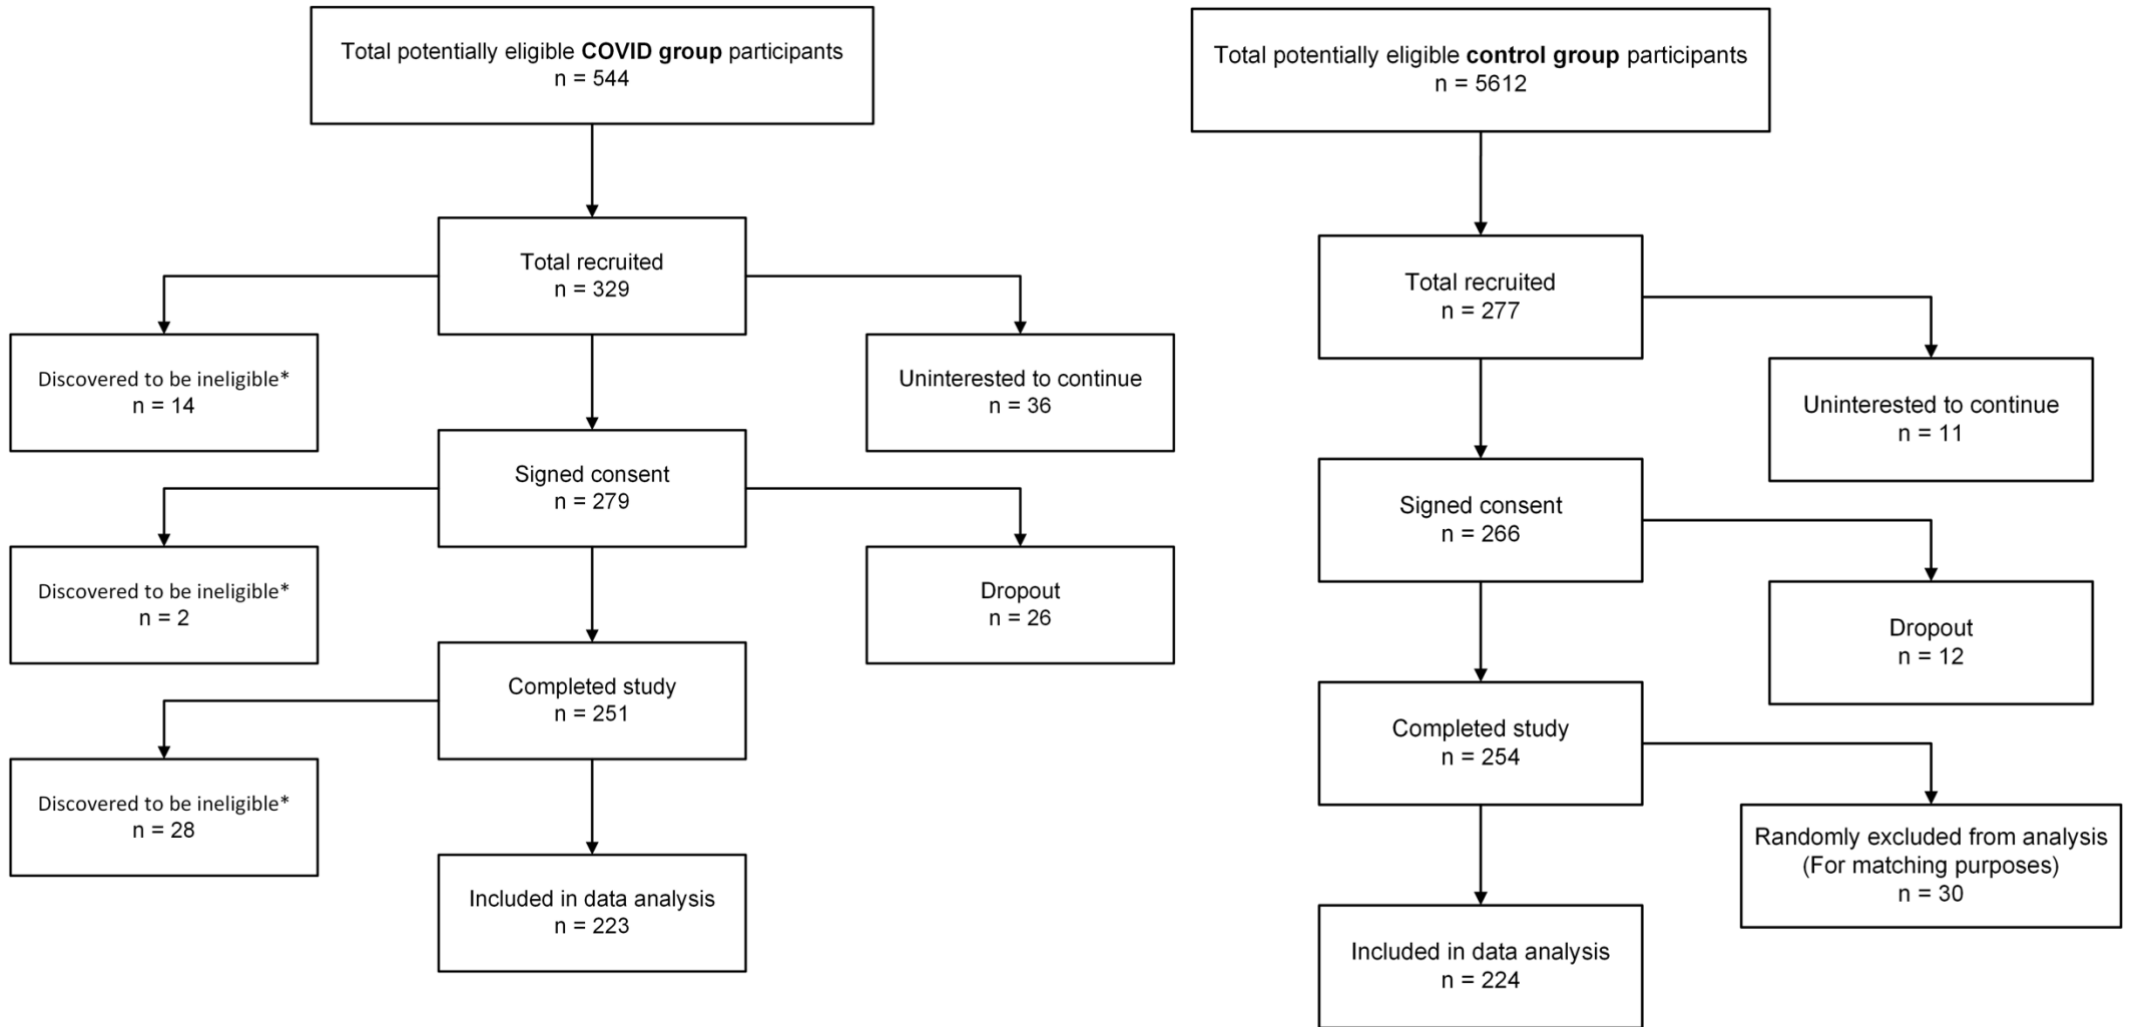 Total potentially eligible COVID group participants
n = 544
Total recruited
n = 329
Discovered to be ineligible*
n = 14
Uninterested to continue
n = 36
Signed consent
n = 279
Discovered to be ineligible*
n = 2
Dropout
n = 26
Completed study
n = 251
Discovered to be ineligible*
n = 28
Included in data analysis
n = 223
Total potentially eligible control group participants
n = 5612
Total recruited
n = 277
Uninterested to continue
n = 11
Signed consent
n = 266
Dropout
n = 12
Completed study
n = 254
Randomly excluded from analysis
(For matching purposes)
n = 30
Included in data analysis
n = 224